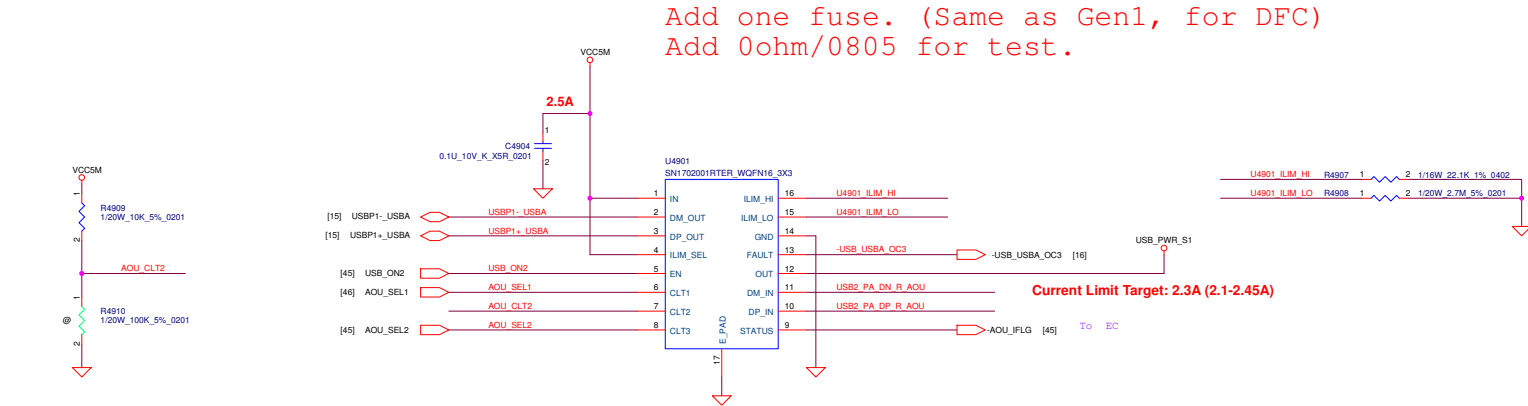 Add one fuse. (Same as Gen1, for DFC)
Add 0ohm/0805 for test.
VCC5M
2.5A
1
C4904
0.1U_10V_K_X5R_0201
2
U4901
SN1702001RTER_WQFN16_3X3
VCC5M
1
R4909
1/20W_10K_5%_0201
2
AOU_CLT2
1
R4910
@
1/20W_100K_5%_0201
2
1 IN ILIM_HI 16 U4901_ILIM_HI
[15] USBP1-_USBA USBP1-_USBA 2 DM_OUT ILIM_LO 15 U4901_ILIM_LO
[15] USBP1+_USBA USBP1+_USBA 3 DP_OUT GND 14
4 ILIM_SEL FAULT 13 -USB_USBA_OC3 -USB_USBA_OC3 [16]
[45] USB_ON2 USB_ON2 5 EN OUT 12
USB_PWR_S1
[46] AOU_SEL1 AOU_SEL1 6 CLT1 DM_IN 11 USB2_PA_DN_R_AOU
Current Limit Target: 2.3A (2.1-2.45A)
AOU_CLT2 7 CLT2 DP_IN 10 USB2_PA_DP_R_AOU
[45] AOU_SEL2 AOU_SEL2 8 CLT3 STATUS 9 -AOU_IFLG [45]
To EC
E_PAD
17
U4901_ILIM_HI R4907 1 2 1/16W_22.1K_1%_0402
U4901_ILIM_LO R4908 1 2 1/20W_2.7M_5%_0201